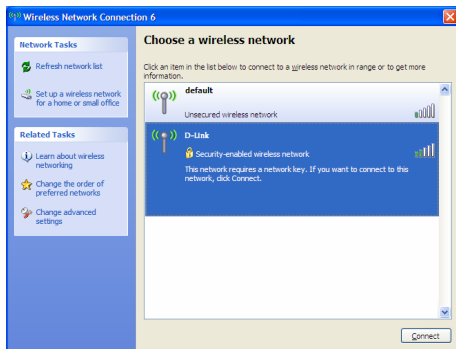 Wireless Network Connection 6
Network Tasks
Refresh network list
Set up a wireless network
for a home or small office
Related Tasks
Learn about wireless
networking
Change the order of
preferred networks
Change advanced
settings
Choose a wireless network
Click an item in the list below to connect to a wireless network in range or to get more
information.
default
Unsecured wireless network
D-Link
Security-enabled wireless network
This network requires a network key. If you want to connect to this
network, click Connect.
Connect